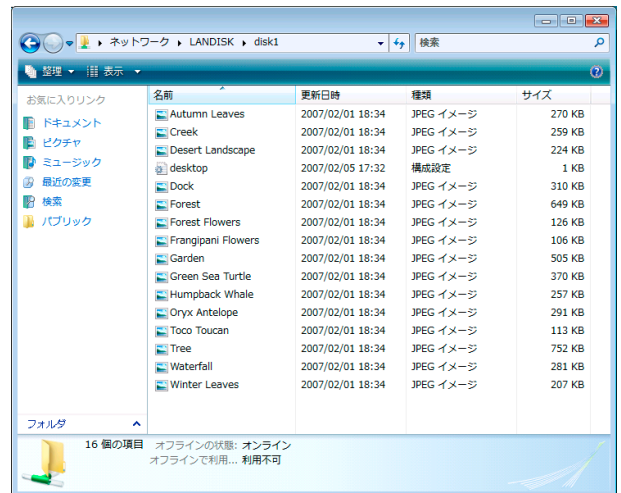 ネットワーク ▸ LANDISK ▸ disk1 検索
整理 表示
お気に入りリンク
ドキュメント
ピクチャ
ミュージック
最近の変更
検索
パブリック
フォルダ
名前 更新日時 種類 サイズ
Autumn Leaves 2007/02/01 18:34 JPEG イメージ 270 KB
Creek 2007/02/01 18:34 JPEG イメージ 259 KB
Desert Landscape 2007/02/01 18:34 JPEG イメージ 224 KB
desktop 2007/02/05 17:32 構成設定 1 KB
Dock 2007/02/01 18:34 JPEG イメージ 310 KB
Forest 2007/02/01 18:34 JPEG イメージ 649 KB
Forest Flowers 2007/02/01 18:34 JPEG イメージ 126 KB
Frangipani Flowers 2007/02/01 18:34 JPEG イメージ 106 KB
Garden 2007/02/01 18:34 JPEG イメージ 505 KB
Green Sea Turtle 2007/02/01 18:34 JPEG イメージ 370 KB
Humpback Whale 2007/02/01 18:34 JPEG イメージ 257 KB
Oryx Antelope 2007/02/01 18:34 JPEG イメージ 291 KB
Toco Toucan 2007/02/01 18:34 JPEG イメージ 113 KB
Tree 2007/02/01 18:34 JPEG イメージ 752 KB
Waterfall 2007/02/01 18:34 JPEG イメージ 281 KB
Winter Leaves 2007/02/01 18:34 JPEG イメージ 207 KB
16 個の項目 オフラインの状態: オンライン
オフラインで利用... 利用不可